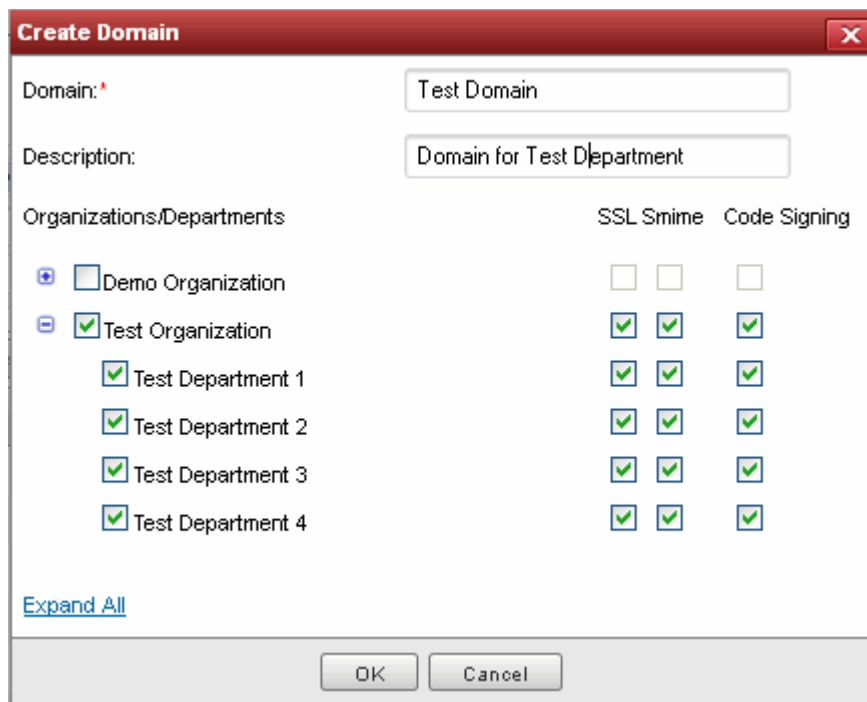 Create Domain
Domain:* Test Domain
Description: Domain for Test Department
Organizations/Departments SSL Smime Code Signing
Demo Organization
Test Organization
Test Department 1
Test Department 2
Test Department 3
Test Department 4
Expand All
OK Cancel